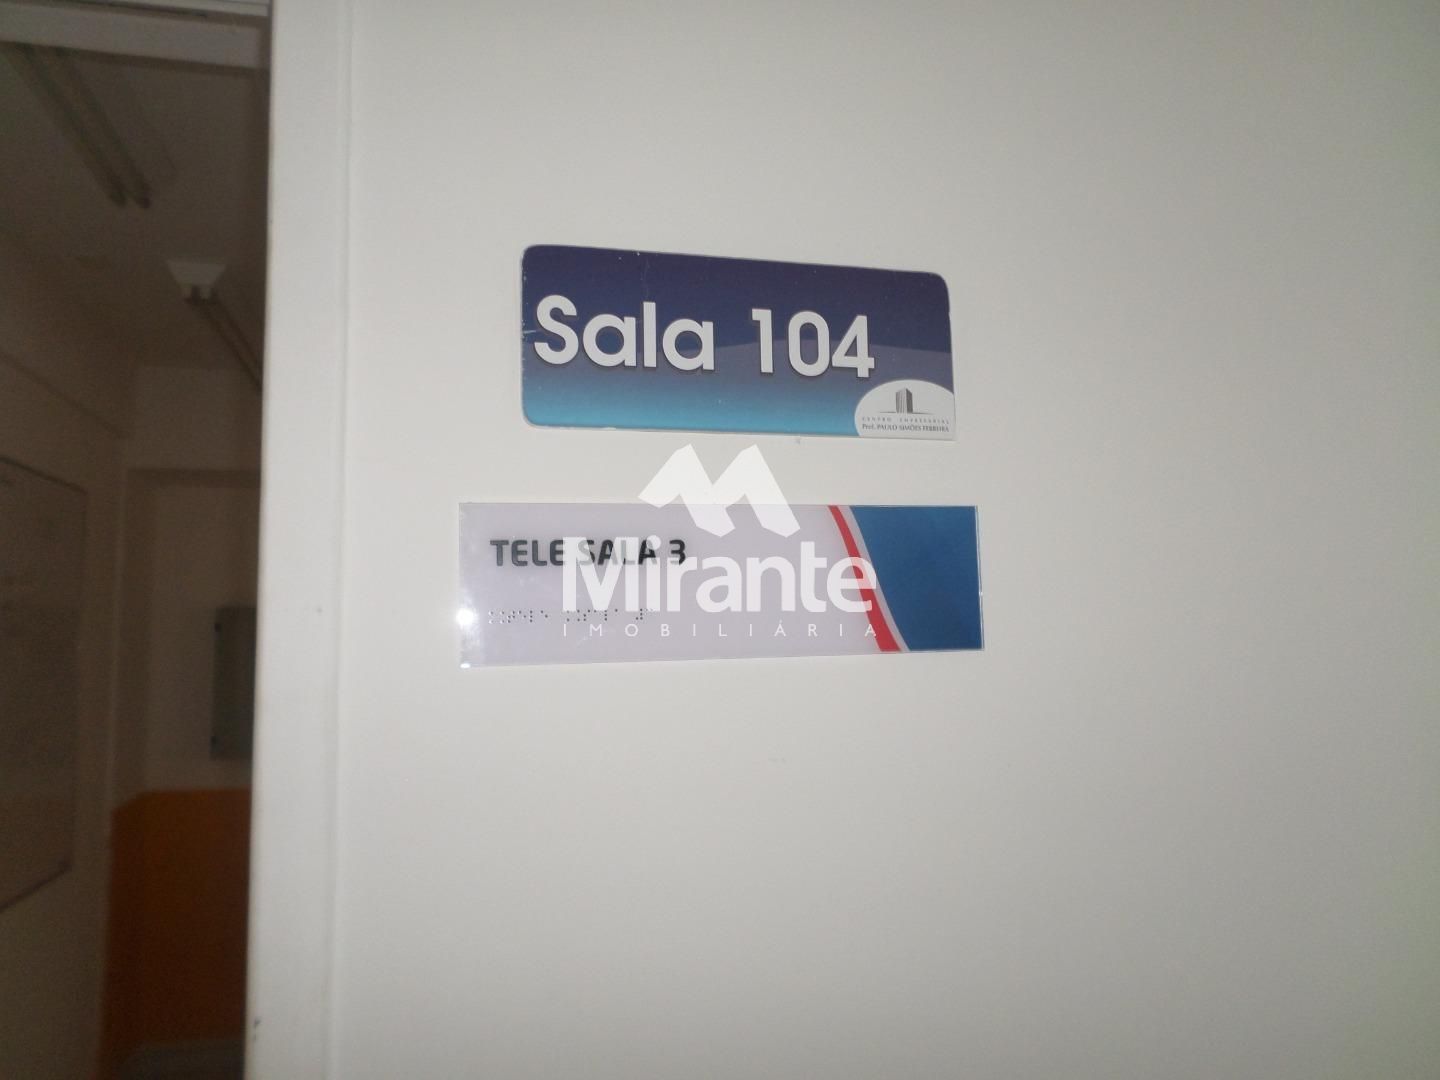 Sala 104
CENTRO EMPRESARIAL
Prof. PAULO SIMÕES FERREIRA
TELE SALA 3
Mirante
IMOBILIÁRIA